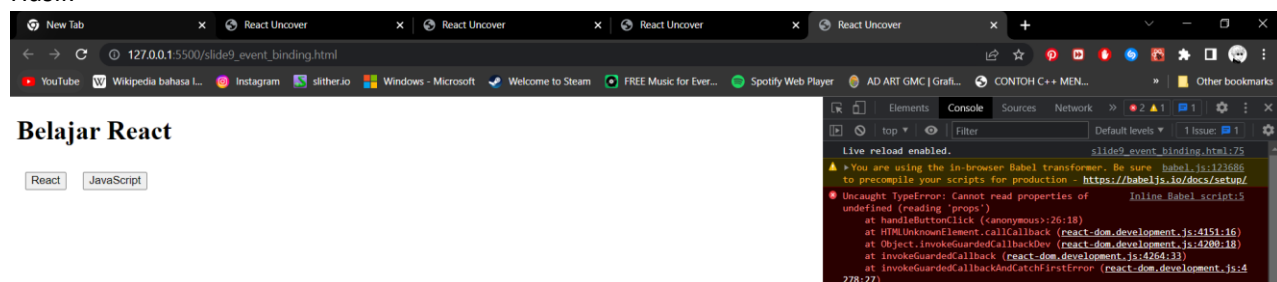 New Tab × React Uncover × React Uncover × React Uncover × React Uncover × +
127.0.0.1:5500/slide9_event_binding.html
YouTube Wikipedia bahasa I... Instagram slither.io Windows - Microsoft Welcome to Steam FREE Music for Ever... Spotify Web Player AD ART GMC | Grafi... CONTOH C++ MEN... » Other bookmarks
Elements Console Sources Network » 2 1 1
top ▼ Filter Default levels ▼ 1 Issue: 1
Belajar React
React JavaScript
Live reload enabled. slide9_event_binding.html:75
▶You are using the in-browser Babel transformer. Be sure babel.js:123686
to precompile your scripts for production - https://babeljs.io/docs/setup/
Uncaught TypeError: Cannot read properties of Inline Babel script:5
undefined (reading 'props')
at handleButtonClick (<anonymous>:26:18)
at HTMLUnknownElement.callCallback (react-dom.development.js:4151:16)
at Object.invokeGuardedCallbackDev (react-dom.development.js:4200:18)
at invokeGuardedCallback (react-dom.development.js:4264:33)
at invokeGuardedCallbackAndCatchFirstError (react-dom.development.js:4
278:27)